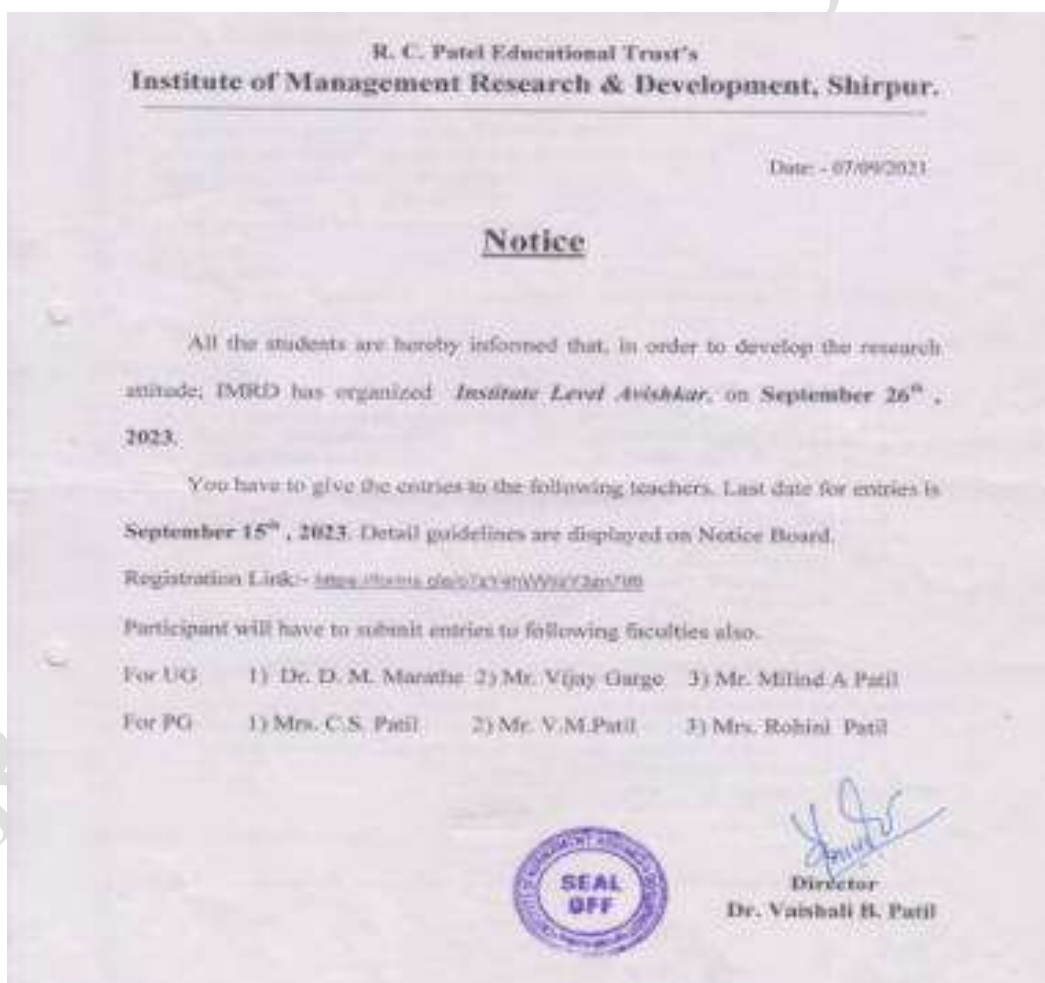 R. C. Patel Educational Trust's
Institute of Management Research & Development, Shirpur.
Date: - 07/09/2023
Notice
All the students are hereby informed that, in order to develop the research
attitude; IMRD has organized Institute Level Avishkar, on September 26th ,
2023.
You have to give the entries to the following teachers. Last date for entries is
September 15th , 2023. Detail guidelines are displayed on Notice Board.
Registration Link:-
Participant will have to submit entries to following faculties also.
For UG 1) Dr. D. M. Marathe 2) Mr. Vijay Garge 3) Mr. Milind A Patil
For PG 1) Mrs. C.S. Patil 2) Mr. V.M.Patil 3) Mrs. Rohini Patil
SEAL
OFF
Director
Dr. Vaishali B. Patil